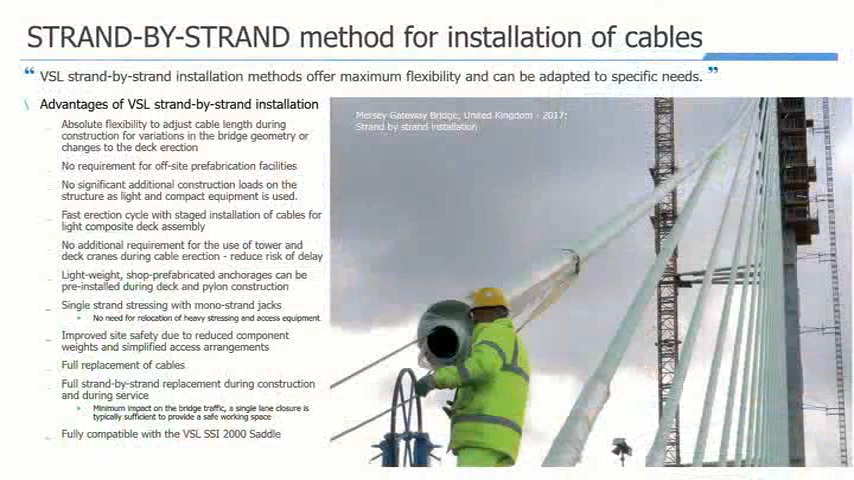 STRAND-BY-STRAND method for installation of cables
“ VSL strand-by-strand installation methods offer maximum flexibility and can be adapted to specific needs. ”
Advantages of VSL strand-by-strand installation
Absolute flexibility to adjust cable length during
construction for variations in the bridge geometry or
changes to the deck erection
No requirement for off-site prefabrication facilities
No significant additional construction loads on the
structure as light and compact equipment is used.
Fast erection cycle with staged installation of cables for
light composite deck assembly
No additional requirement for the use of tower and
deck cranes during cable erection - reduce risk of delay
Light-weight, shop-prefabricated anchorages can be
pre-installed during deck and pylon construction
Single strand stressing with mono-strand jacks
No need for relocation of heavy stressing and access equipment
Improved site safety due to reduced component
weights and simplified access arrangements
Full replacement of cables
Full strand-by-strand replacement during construction
and during service
Minimum impact on the bridge traffic, a single lane closure is
typically sufficient to provide a safe working space
Fully compatible with the VSL SSI 2000 Saddle
Mersey Gateway Bridge, United Kingdom - 2017:
Strand by strand installation